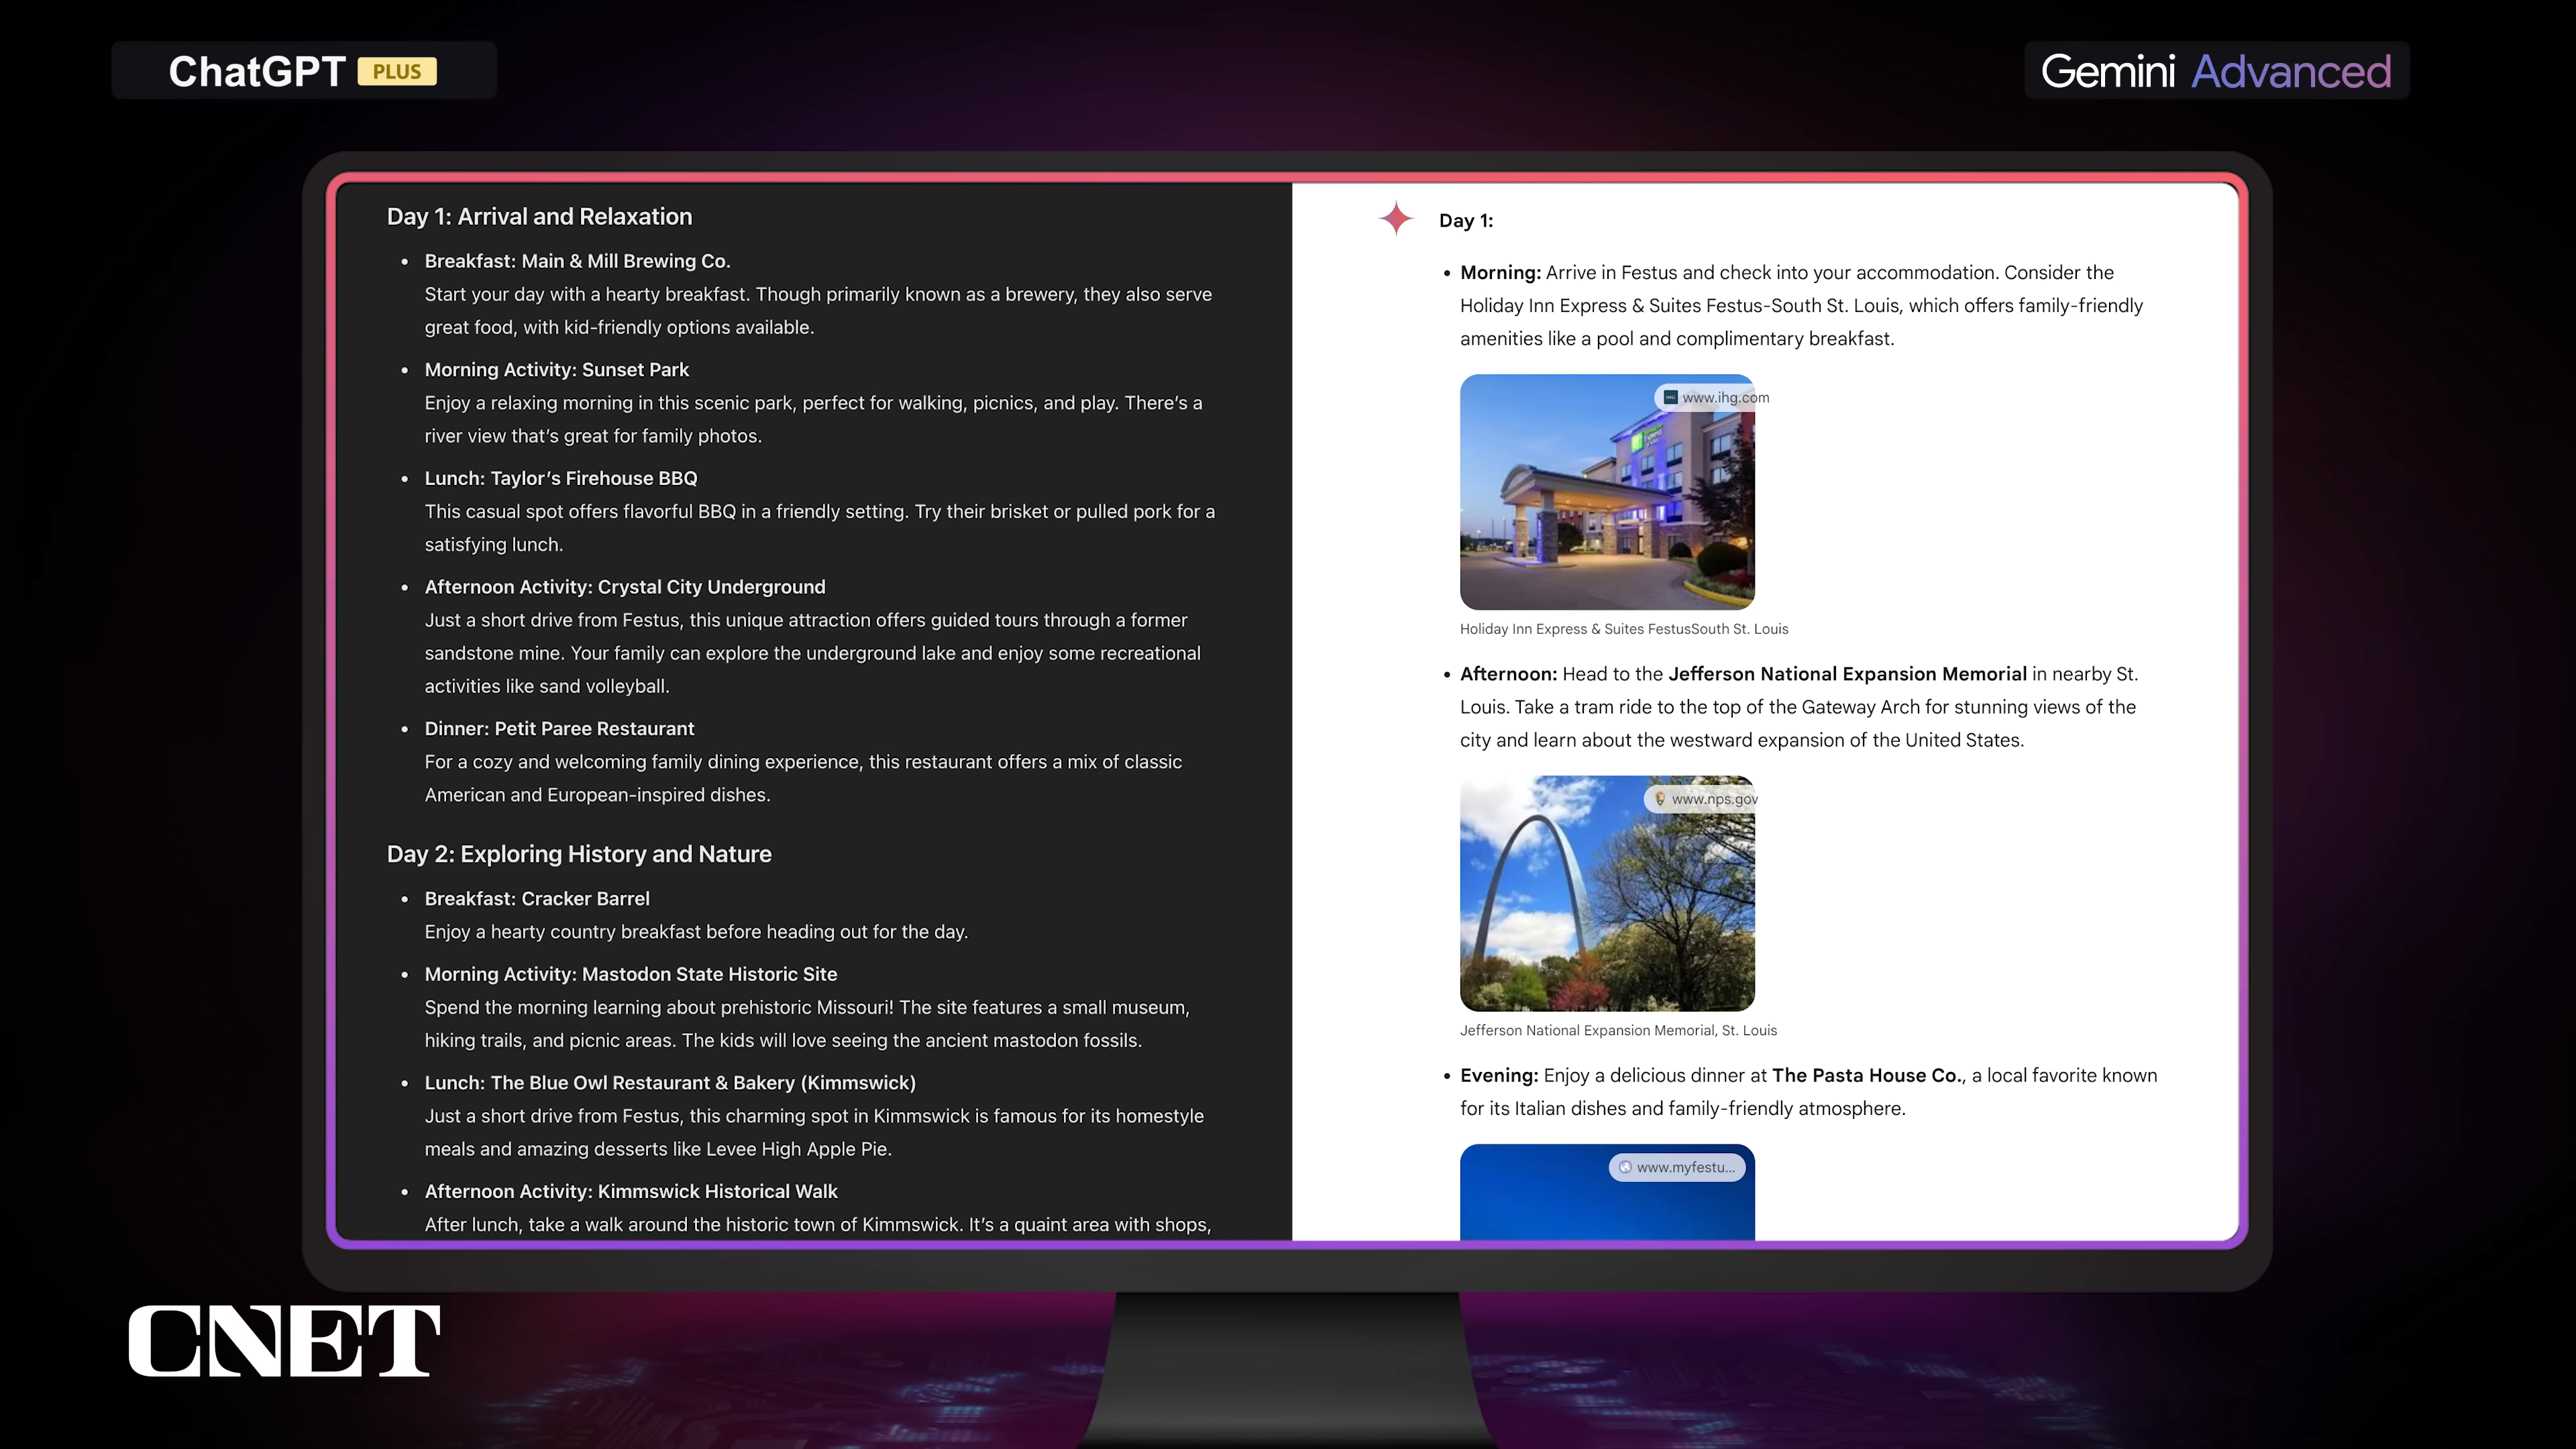 ChatGPT PLUS
Gemini Advanced
Day 1: Arrival and Relaxation
• Breakfast: Main & Mill Brewing Co.
Start your day with a hearty breakfast. Though primarily known as a brewery, they also serve
great food, with kid-friendly options available.
• Morning Activity: Sunset Park
Enjoy a relaxing morning in this scenic park, perfect for walking, picnics, and play. There's a
river view that's great for family photos.
• Lunch: Taylor's Firehouse BBQ
This casual spot offers flavorful BBQ in a friendly setting. Try their brisket or pulled pork for a
satisfying lunch.
• Afternoon Activity: Crystal City Underground
Just a short drive from Festus, this unique attraction offers guided tours through a former
sandstone mine. Your family can explore the underground lake and enjoy some recreational
activities like sand volleyball.
• Dinner: Petit Paree Restaurant
For a cozy and welcoming family dining experience, this restaurant offers a mix of classic
American and European-inspired dishes.
Day 2: Exploring History and Nature
• Breakfast: Cracker Barrel
Enjoy a hearty country breakfast before heading out for the day.
• Morning Activity: Mastodon State Historic Site
Spend the morning learning about prehistoric Missouri! The site features a small museum,
hiking trails, and picnic areas. The kids will love seeing the ancient mastodon fossils.
• Lunch: The Blue Owl Restaurant & Bakery (Kimmswick)
Just a short drive from Festus, this charming spot in Kimmswick is famous for its homestyle
meals and amazing desserts like Levee High Apple Pie.
• Afternoon Activity: Kimmswick Historical Walk
After lunch, take a walk around the historic town of Kimmswick. It's a quaint area with shops,
Day 1:
• Morning: Arrive in Festus and check into your accommodation. Consider the
Holiday Inn Express & Suites Festus-South St. Louis, which offers family-friendly
amenities like a pool and complimentary breakfast.
www.ihg.com
Holiday Inn Express & Suites FestusSouth St. Louis
• Afternoon: Head to the Jefferson National Expansion Memorial in nearby St.
Louis. Take a tram ride to the top of the Gateway Arch for stunning views of the
city and learn about the westward expansion of the United States.
www.nps.gov
Jefferson National Expansion Memorial, St. Louis
• Evening: Enjoy a delicious dinner at The Pasta House Co., a local favorite known
for its Italian dishes and family-friendly atmosphere.
www.myfestu...
CNET